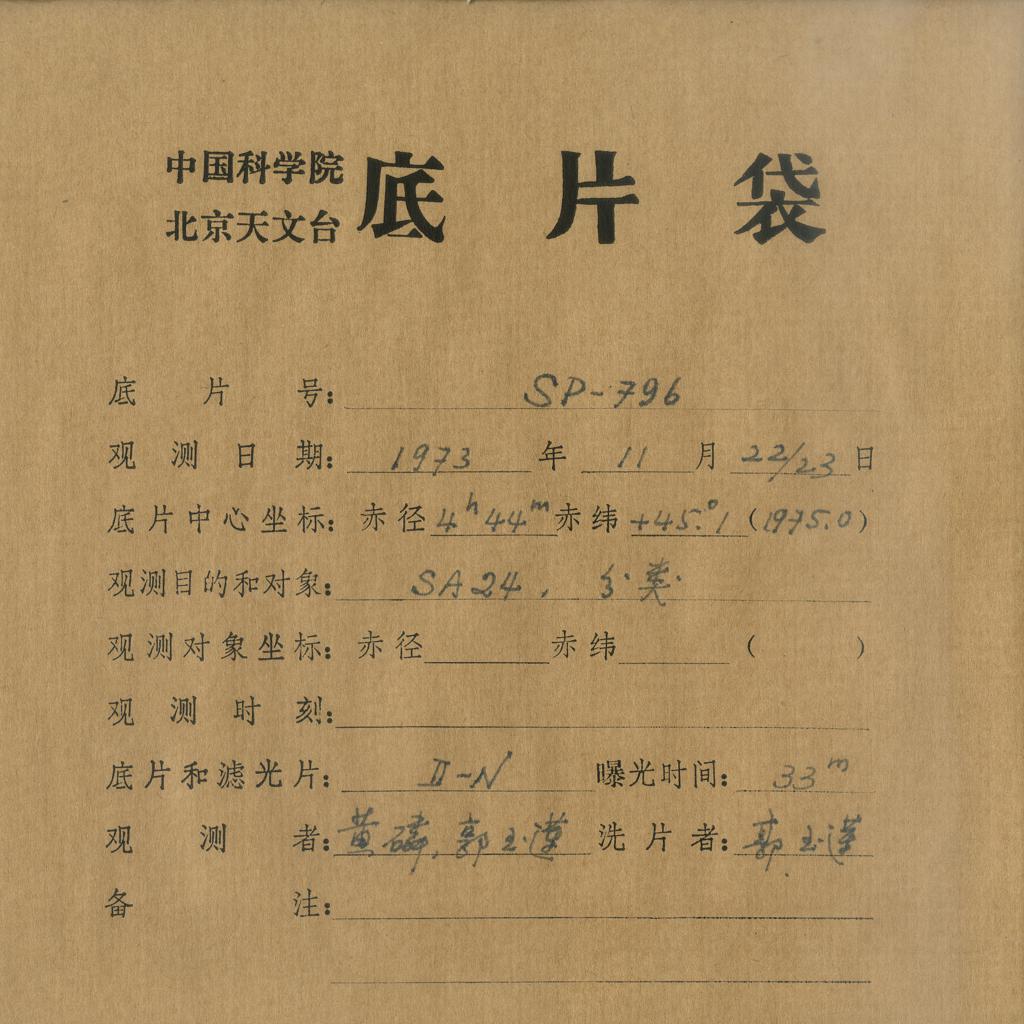 中国科学院
北京天文台
底片袋
底片号: SP-796
观测日期: 1973 年 11 月 22/23 日
底片中心坐标: 赤径 4h 44m 赤纬 +45.°1 (1975.0)
观测目的和对象: SA24, 分类
观测对象坐标: 赤径 赤纬 ( )
观测时刻:
底片和滤光片: II-N 曝光时间: 33m
观测者: 黄磷, 郭玉 洗片者: 郭玉
备注: